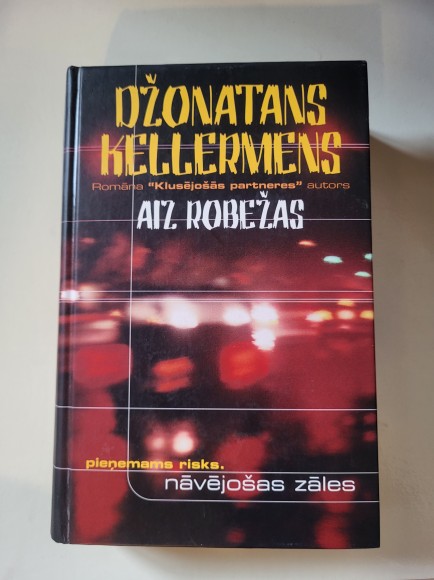 DŽONATANS
KELLERMENS
Romāna "Klusējošās partneres" autors
AIZ ROBEŽAS
pieņemams risks.
nāvējošas zāles